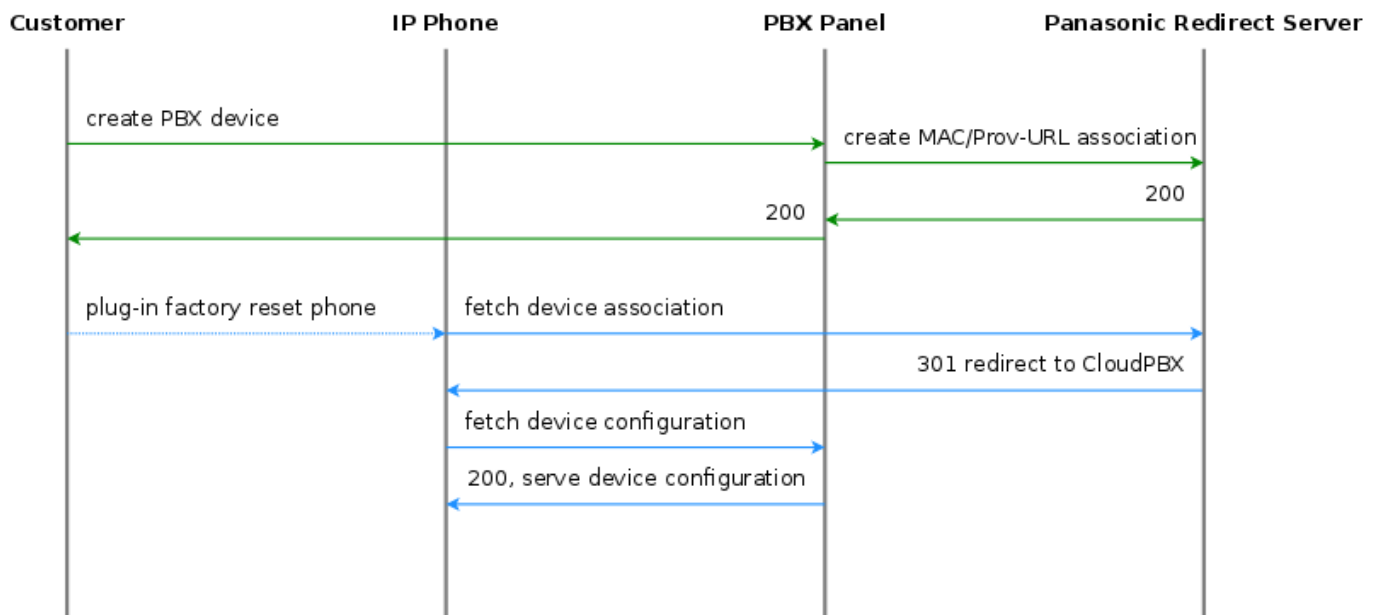 Customer IP Phone PBX Panel Panasonic Redirect Server
create PBX device
create MAC/Prov-URL association
200
200
plug-in factory reset phone fetch device association
301 redirect to CloudPBX
fetch device configuration
200, serve device configuration